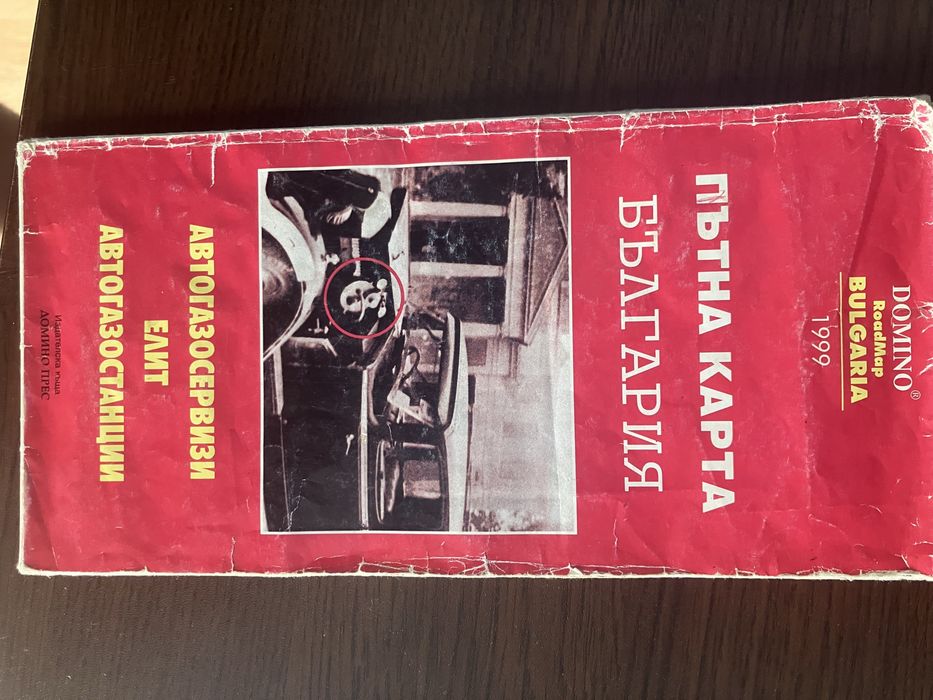 DOMINO®
RoadMap
BULGARIA
1999
ПЪТНА КАРТА
БЪЛГАРИЯ
АВТОГАЗОСЕРВИЗИ
ЕЛИТ
АВТОГАЗОСТАНЦИИ
Издателска къща
ДОМИНО ПРЕС